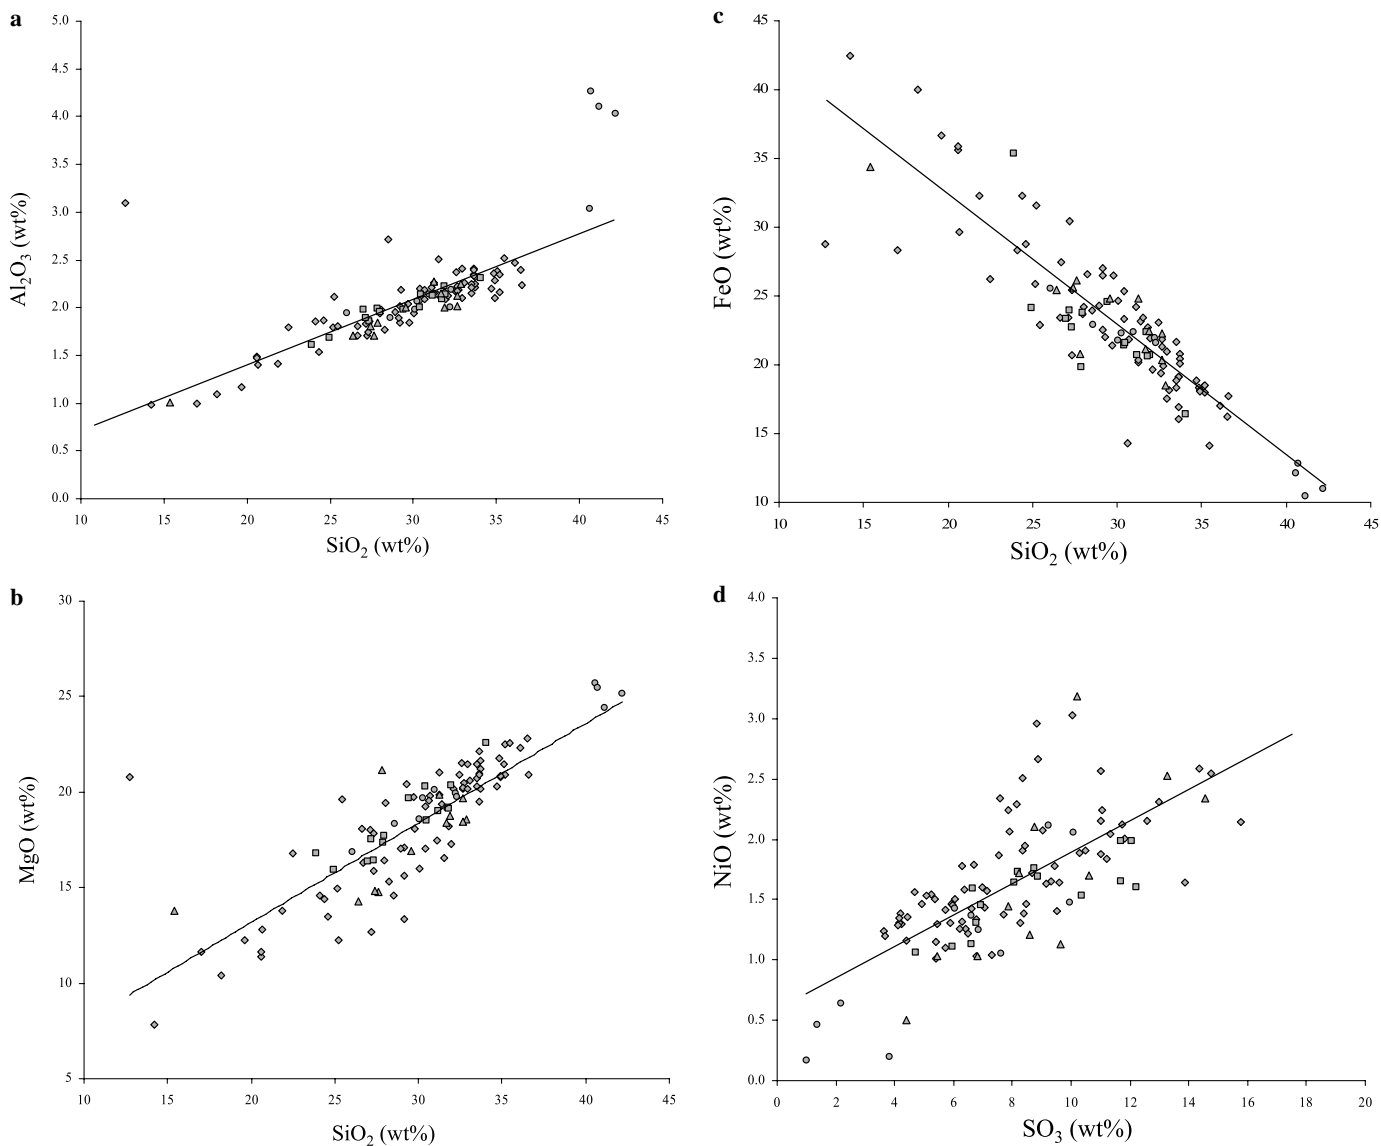 a
5.0
4.5
4.0
3.5
3.0
2.5
2.0
1.5
1.0
0.5
0.0
Al₂O₃ (wt%)
10 15 20 25 30 35 40 45
SiO₂ (wt%)
c
45
40
35
30
25
20
15
10
FeO (wt%)
10 15 20 25 30 35 40 45
SiO₂ (wt%)
b
30
25
20
15
10
5
MgO (wt%)
10 15 20 25 30 35 40 45
SiO₂ (wt%)
d
4.0
3.5
3.0
2.5
2.0
1.5
1.0
0.5
0.0
NiO (wt%)
0 2 4 6 8 10 12 14 16 18 20
SO₃ (wt%)